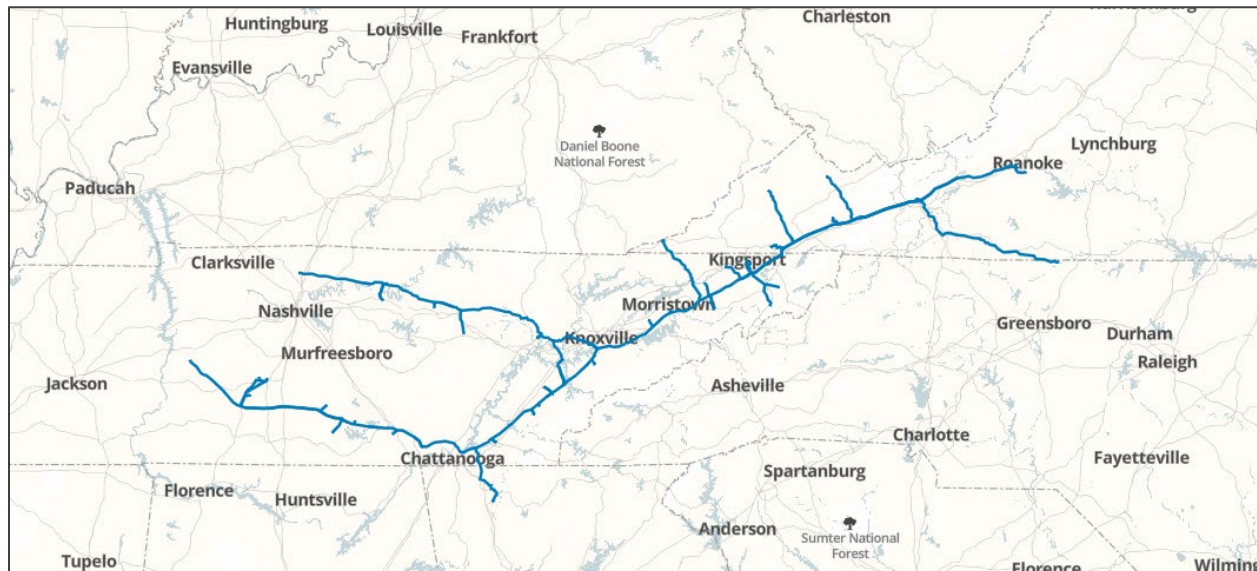 Charleston
Huntingburg
Louisville
Frankfort
Evansville
Daniel Boone
National Forest
Lynchburg
Roanoke
Paducah
Kingsport
Clarksville
Morristown
Nashville
Greensboro
Knoxville
Durham
Murfreesboro
Raleigh
Jackson
Asheville
Charlotte
Chattanooga
Fayetteville
Spartanburg
Florence
Huntsville
Anderson
Sumter National
Forest
Tupelo
Florence
Wilmin